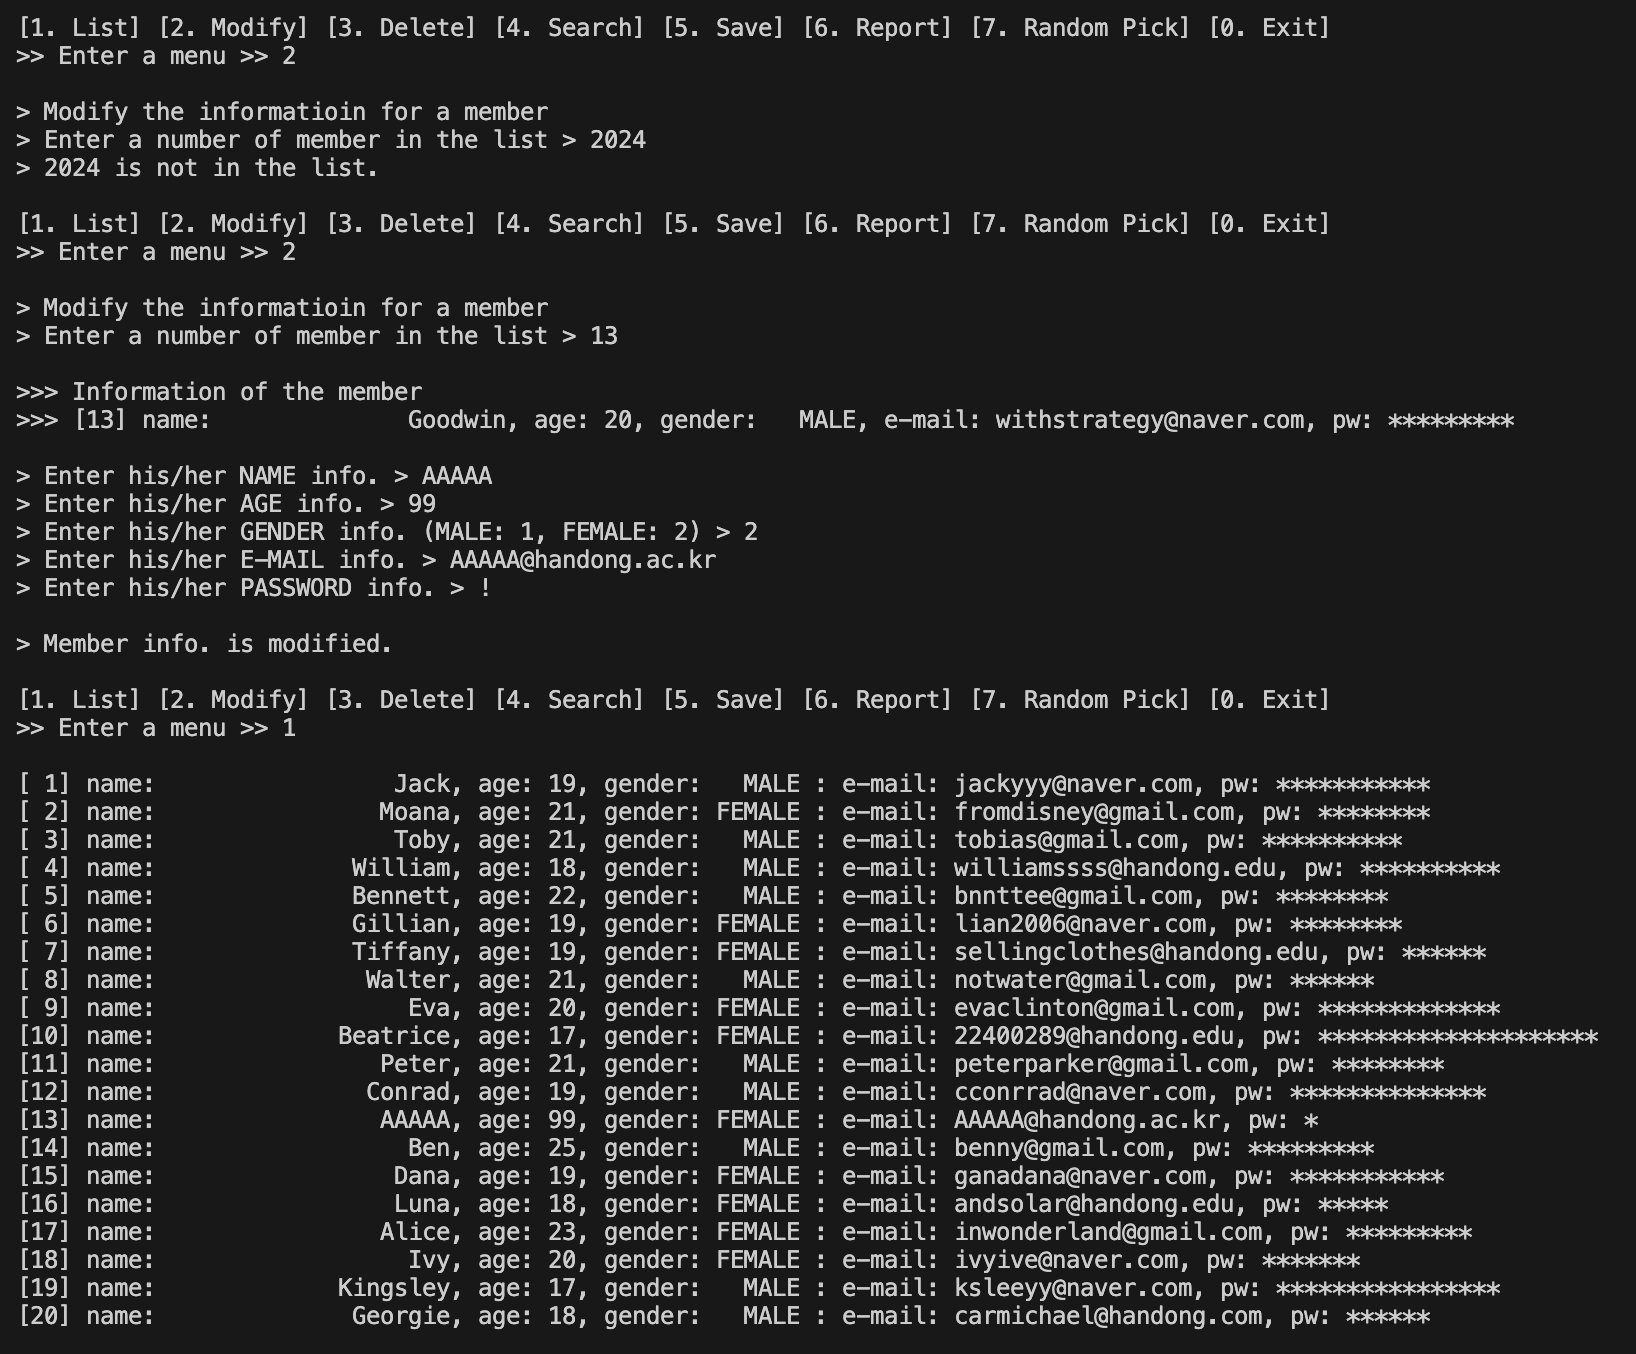 [1. List] [2. Modify] [3. Delete] [4. Search] [5. Save] [6. Report] [7. Random Pick] [0. Exit]
>> Enter a menu >> 2
> Modify the informatioin for a member
> Enter a number of member in the list > 2024
> 2024 is not in the list.
[1. List] [2. Modify] [3. Delete] [4. Search] [5. Save] [6. Report] [7. Random Pick] [0. Exit]
>> Enter a menu >> 2
> Modify the informatioin for a member
> Enter a number of member in the list > 13
>>> Information of the member
>>> [13] name:              Goodwin, age: 20, gender:   MALE, e-mail: withstrategy@naver.com, pw: *********
> Enter his/her NAME info. > AAAAA
> Enter his/her AGE info. > 99
> Enter his/her GENDER info. (MALE: 1, FEMALE: 2) > 2
> Enter his/her E-MAIL info. > AAAAA@handong.ac.kr
> Enter his/her PASSWORD info. > !
> Member info. is modified.
[1. List] [2. Modify] [3. Delete] [4. Search] [5. Save] [6. Report] [7. Random Pick] [0. Exit]
>> Enter a menu >> 1
[ 1] name:                 Jack, age: 19, gender:   MALE : e-mail: jackyyy@naver.com, pw: ***********
[ 2] name:                Moana, age: 21, gender: FEMALE : e-mail: fromdisney@gmail.com, pw: ********
[ 3] name:                 Toby, age: 21, gender:   MALE : e-mail: tobias@gmail.com, pw: **********
[ 4] name:              William, age: 18, gender:   MALE : e-mail: williamssss@handong.edu, pw: **********
[ 5] name:              Bennett, age: 22, gender:   MALE : e-mail: bnnttee@gmail.com, pw: ********
[ 6] name:              Gillian, age: 19, gender: FEMALE : e-mail: lian2006@naver.com, pw: ********
[ 7] name:              Tiffany, age: 19, gender: FEMALE : e-mail: sellingclothes@handong.edu, pw: ******
[ 8] name:               Walter, age: 21, gender:   MALE : e-mail: notwater@gmail.com, pw: ******
[ 9] name:                  Eva, age: 20, gender: FEMALE : e-mail: evaclinton@gmail.com, pw: *************
[10] name:             Beatrice, age: 17, gender: FEMALE : e-mail: 22400289@handong.edu, pw: ********************
[11] name:                Peter, age: 21, gender:   MALE : e-mail: peterparker@gmail.com, pw: ********
[12] name:               Conrad, age: 19, gender:   MALE : e-mail: cconrrad@naver.com, pw: **************
[13] name:                AAAAA, age: 99, gender: FEMALE : e-mail: AAAAA@handong.ac.kr, pw: *
[14] name:                  Ben, age: 25, gender:   MALE : e-mail: benny@gmail.com, pw: *********
[15] name:                 Dana, age: 19, gender: FEMALE : e-mail: ganadana@naver.com, pw: ***********
[16] name:                 Luna, age: 18, gender: FEMALE : e-mail: andsolar@handong.edu, pw: *****
[17] name:                Alice, age: 23, gender: FEMALE : e-mail: inwonderland@gmail.com, pw: *********
[18] name:                  Ivy, age: 20, gender: FEMALE : e-mail: ivyive@naver.com, pw: *******
[19] name:             Kingsley, age: 17, gender:   MALE : e-mail: ksleeyy@naver.com, pw: ****************
[20] name:              Georgie, age: 18, gender:   MALE : e-mail: carmichael@handong.com, pw: ******